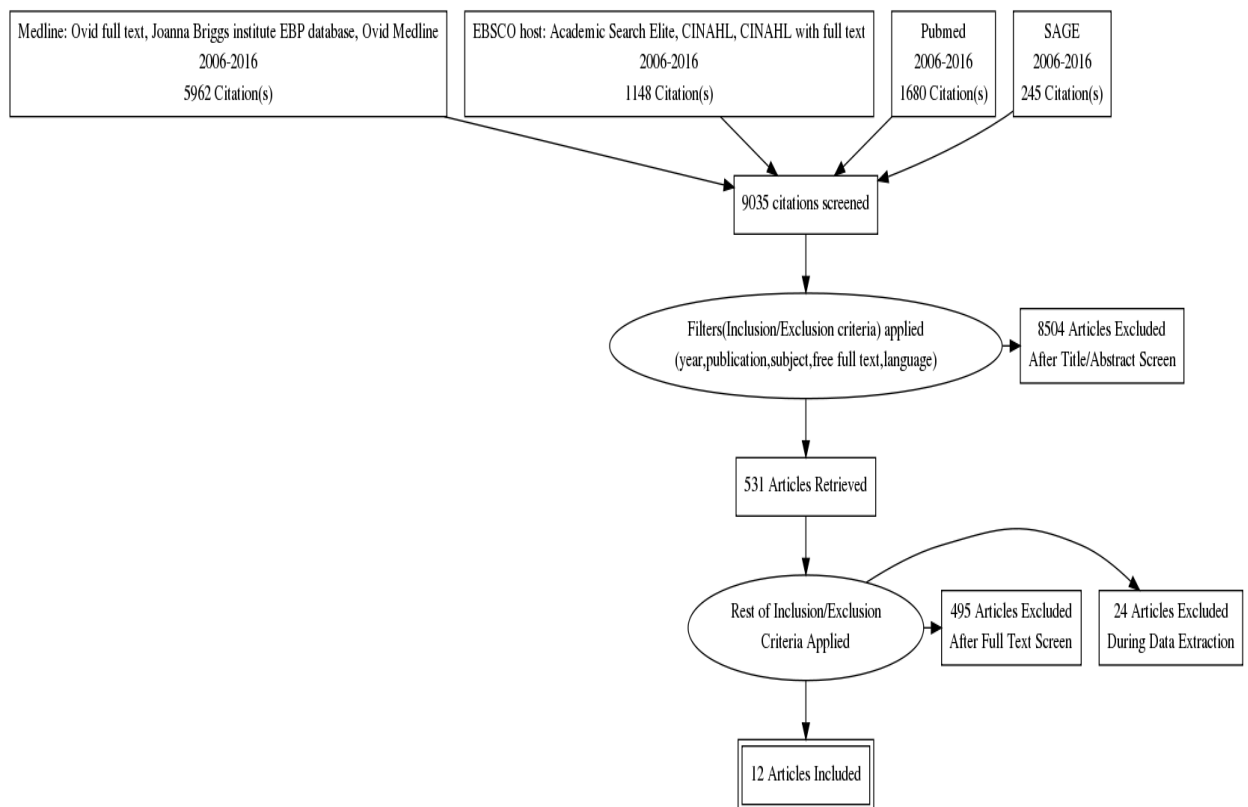 Medline: Ovid full text, Joanna Briggs institute EBP database, Ovid Medline
2006-2016
5962 Citation(s)
EBSCO host: Academic Search Elite, CINAHL, CINAHL with full text
2006-2016
1148 Citation(s)
Pubmed
2006-2016
1680 Citation(s)
SAGE
2006-2016
245 Citation(s)
9035 citations screened
Filters(Inclusion/Exclusion criteria) applied
(year,publication,subject,free full text,language)
8504 Articles Excluded
After Title/Abstract Screen
531 Articles Retrieved
Rest of Inclusion/Exclusion
Criteria Applied
495 Articles Excluded
After Full Text Screen
24 Articles Excluded
During Data Extraction
12 Articles Included